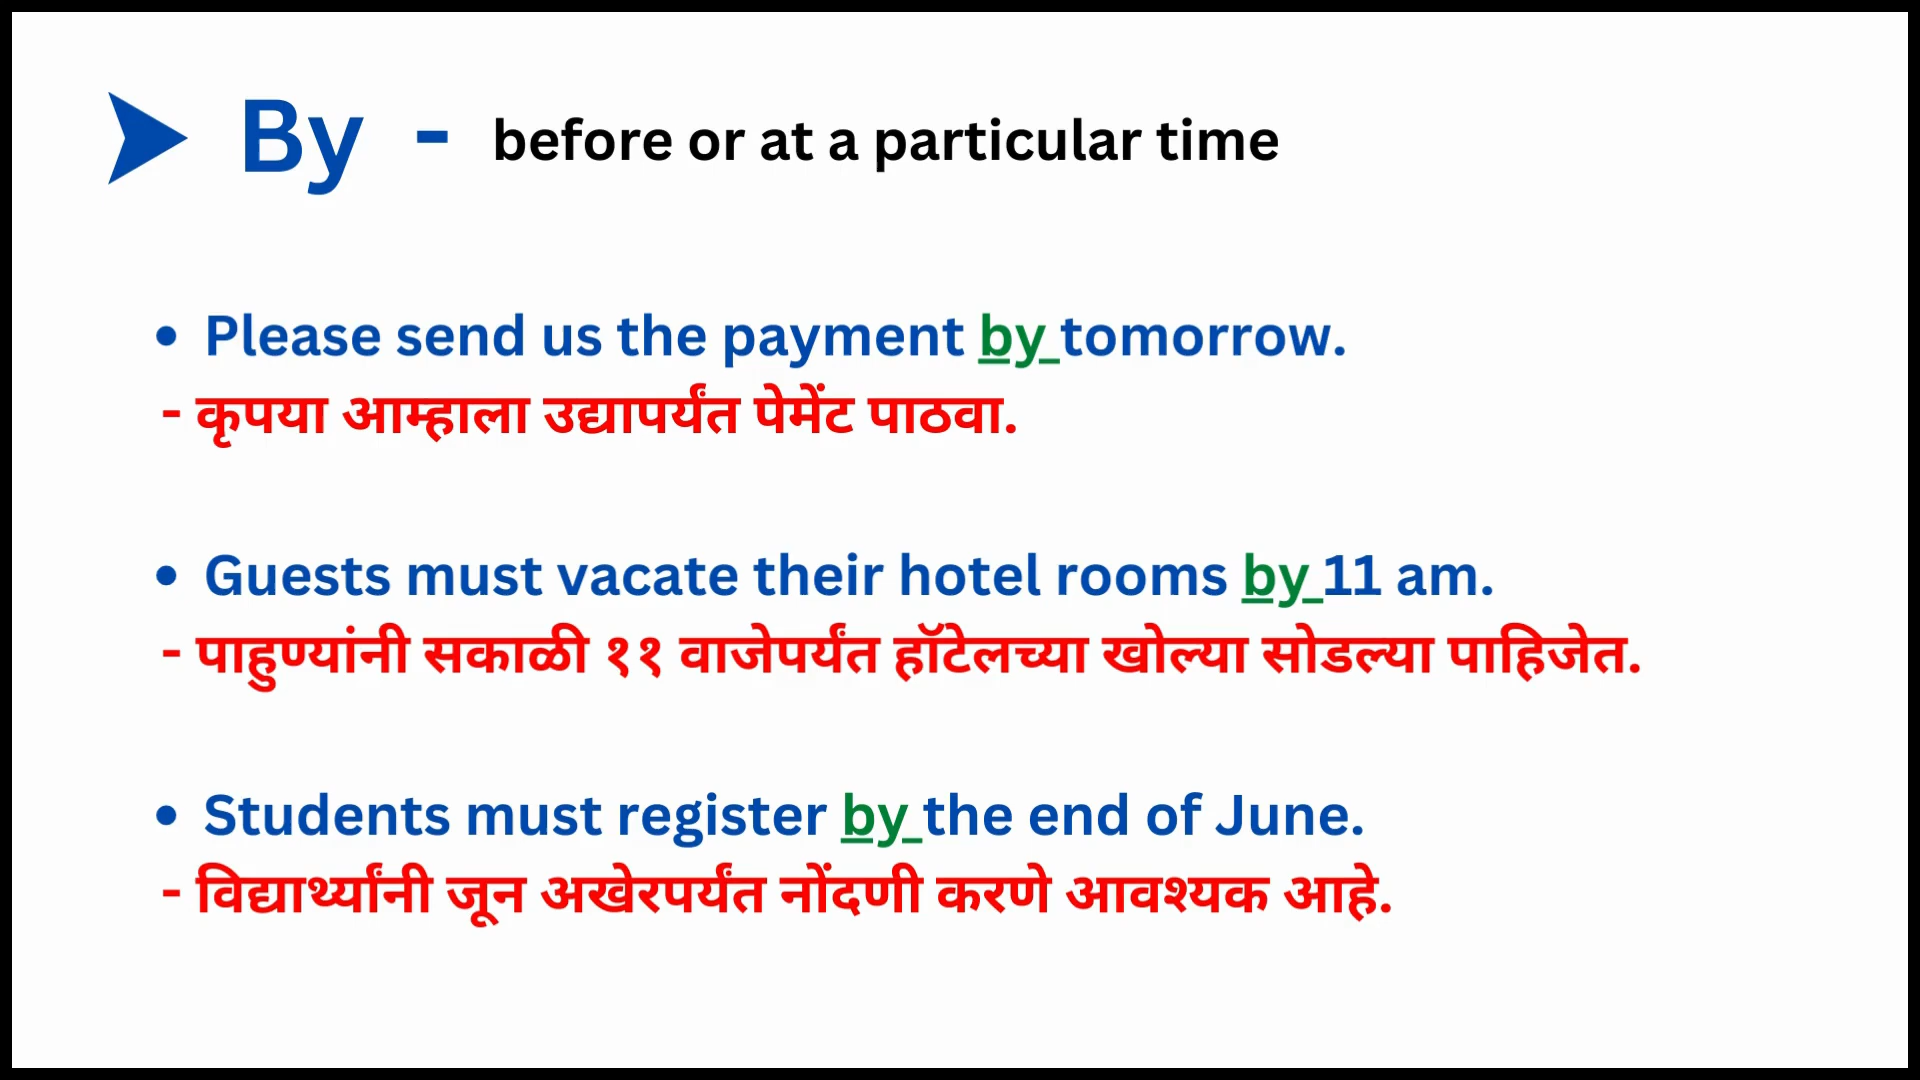 ➤ By - before or at a particular time
• Please send us the payment by tomorrow.
- कृपया आम्हाला उद्यापर्यंत पेमेंट पाठवा.
• Guests must vacate their hotel rooms by 11 am.
- पाहुण्यांनी सकाळी ११ वाजेपर्यंत हॉटेलच्या खोल्या सोडल्या पाहिजेत.
• Students must register by the end of June.
- विद्यार्थ्यांनी जून अखेरपर्यंत नोंदणी करणे आवश्यक आहे.